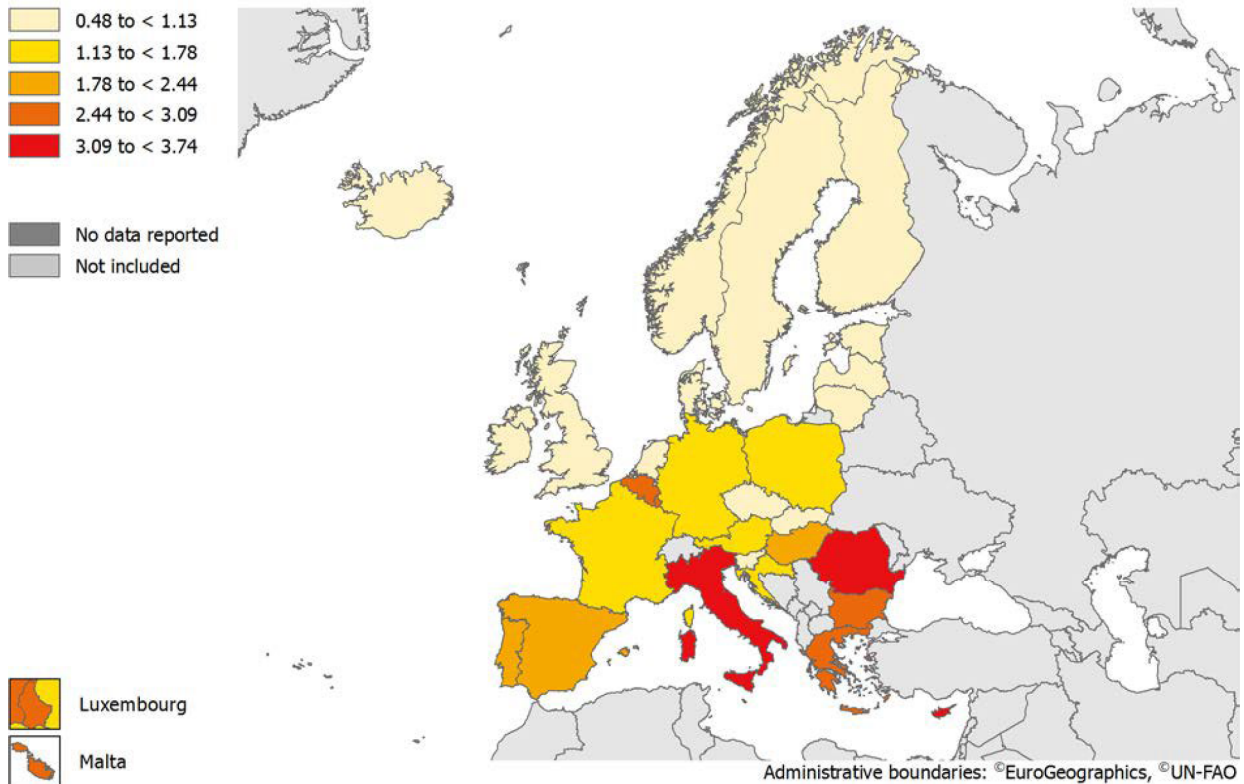 0.48 to < 1.13
1.13 to < 1.78
1.78 to < 2.44
2.44 to < 3.09
3.09 to < 3.74
No data reported
Not included
Luxembourg
Malta
Administrative boundaries: ©EuroGeographics, ©UN-FAO